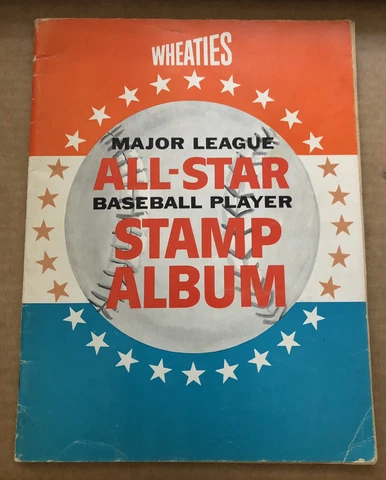 WHEATIES
MAJOR LEAGUE
ALL-STAR
BASEBALL PLAYER
STAMP
ALBUM